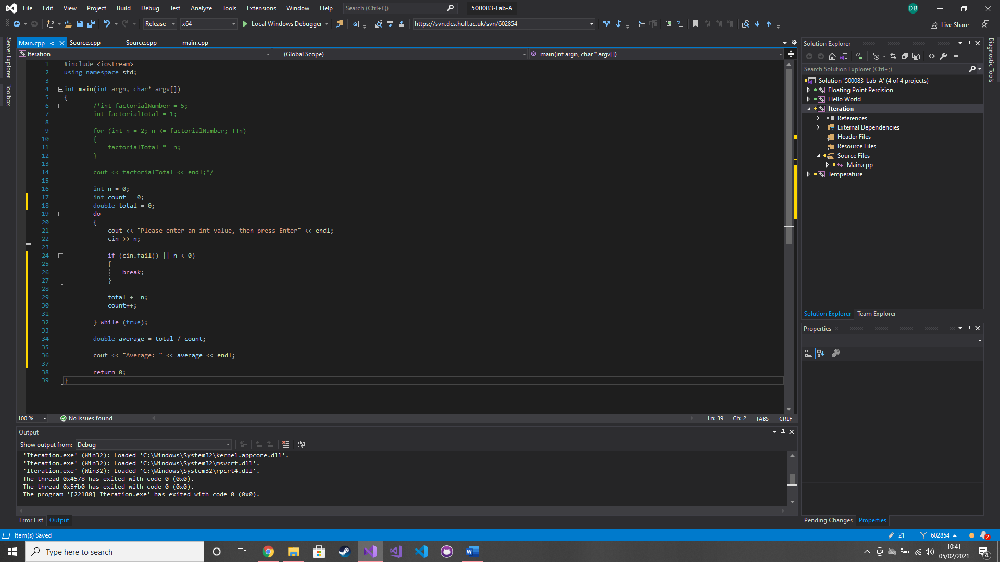 File Edit View Project Build Debug Test Analyze Tools Extensions Window Help Search (Ctrl+Q) 500083-Lab-A DB
Release x64 Local Windows Debugger https://svn.dcs.hull.ac.uk/svn/602854 Live Share
Server Explorer
Toolbox
Main.cpp Source.cpp Source.cpp main.cpp
Iteration (Global Scope) main(int argn, char * argv[])
1 #include <iostream>
2 using namespace std;
3
4 int main(int argn, char* argv[])
5 {
6 /*int factorialNumber = 5;
7 int factorialTotal = 1;
8
9 for (int n = 2; n <= factorialNumber; ++n)
10 {
11 factorialTotal *= n;
12 }
13
14 cout << factorialTotal << endl;*/
15
16 int n = 0;
17 int count = 0;
18 double total = 0;
19 do
20 {
21 cout << "Please enter an int value, then press Enter" << endl;
22 cin >> n;
23
24 if (cin.fail() || n < 0)
25 {
26 break;
27 }
28
29 total += n;
30 count++;
31
32 } while (true);
33
34 double average = total / count;
35
36 cout << "Average: " << average << endl;
37
38 return 0;
39 }
100 % No issues found Ln: 39 Ch: 2 TABS CRLF
Output
Show output from: Debug
'Iteration.exe' (Win32): Loaded 'C:\Windows\System32\kernel.appcore.dll'.
'Iteration.exe' (Win32): Loaded 'C:\Windows\System32\msvcrt.dll'.
'Iteration.exe' (Win32): Loaded 'C:\Windows\System32\rpcrt4.dll'.
The thread 0x4578 has exited with code 0 (0x0).
The thread 0x5fb0 has exited with code 0 (0x0).
The program '[22180] Iteration.exe' has exited with code 0 (0x0).
Error List Output
Solution Explorer
Search Solution Explorer (Ctrl+;)
Solution '500083-Lab-A' (4 of 4 projects)
Floating Point Percision
Hello World
Iteration
References
External Dependencies
Header Files
Resource Files
Source Files
Main.cpp
Temperature
Solution Explorer Team Explorer
Properties
Pending Changes Properties
Diagnostic Tools
Item(s) Saved 21 602854 2
Type here to search
10:41
05/02/2021
4